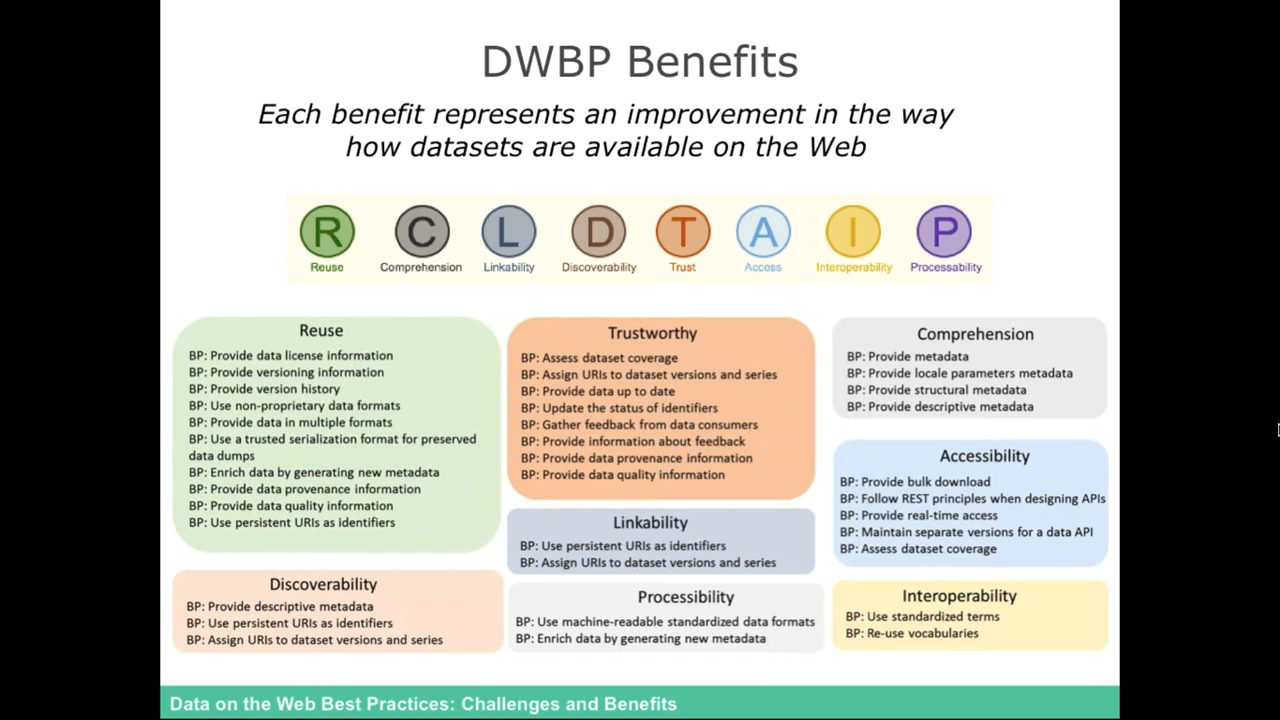 DWBP Benefits
Each benefit represents an improvement in the way
how datasets are available on the Web
R C L D T A I P
Reuse Comprehension Linkability Discoverability Trust Access Interoperability Processability
Reuse
BP: Provide data license information
BP: Provide versioning information
BP: Provide version history
BP: Use non-proprietary data formats
BP: Provide data in multiple formats
BP: Use a trusted serialization format for preserved
data dumps
BP: Enrich data by generating new metadata
BP: Provide data provenance information
BP: Provide data quality information
BP: Use persistent URIs as identifiers
Discoverability
BP: Provide descriptive metadata
BP: Use persistent URIs as identifiers
BP: Assign URIs to dataset versions and series
Trustworthy
BP: Assess dataset coverage
BP: Assign URIs to dataset versions and series
BP: Provide data up to date
BP: Update the status of identifiers
BP: Gather feedback from data consumers
BP: Provide information about feedback
BP: Provide data provenance information
BP: Provide data quality information
Linkability
BP: Use persistent URIs as identifiers
BP: Assign URIs to dataset versions and series
Processibility
BP: Use machine-readable standardized data formats
BP: Enrich data by generating new metadata
Comprehension
BP: Provide metadata
BP: Provide locale parameters metadata
BP: Provide structural metadata
BP: Provide descriptive metadata
Accessibility
BP: Provide bulk download
BP: Follow REST principles when designing APIs
BP: Provide real-time access
BP: Maintain separate versions for a data API
BP: Assess dataset coverage
Interoperability
BP: Use standardized terms
BP: Re-use vocabularies
Data on the Web Best Practices: Challenges and Benefits